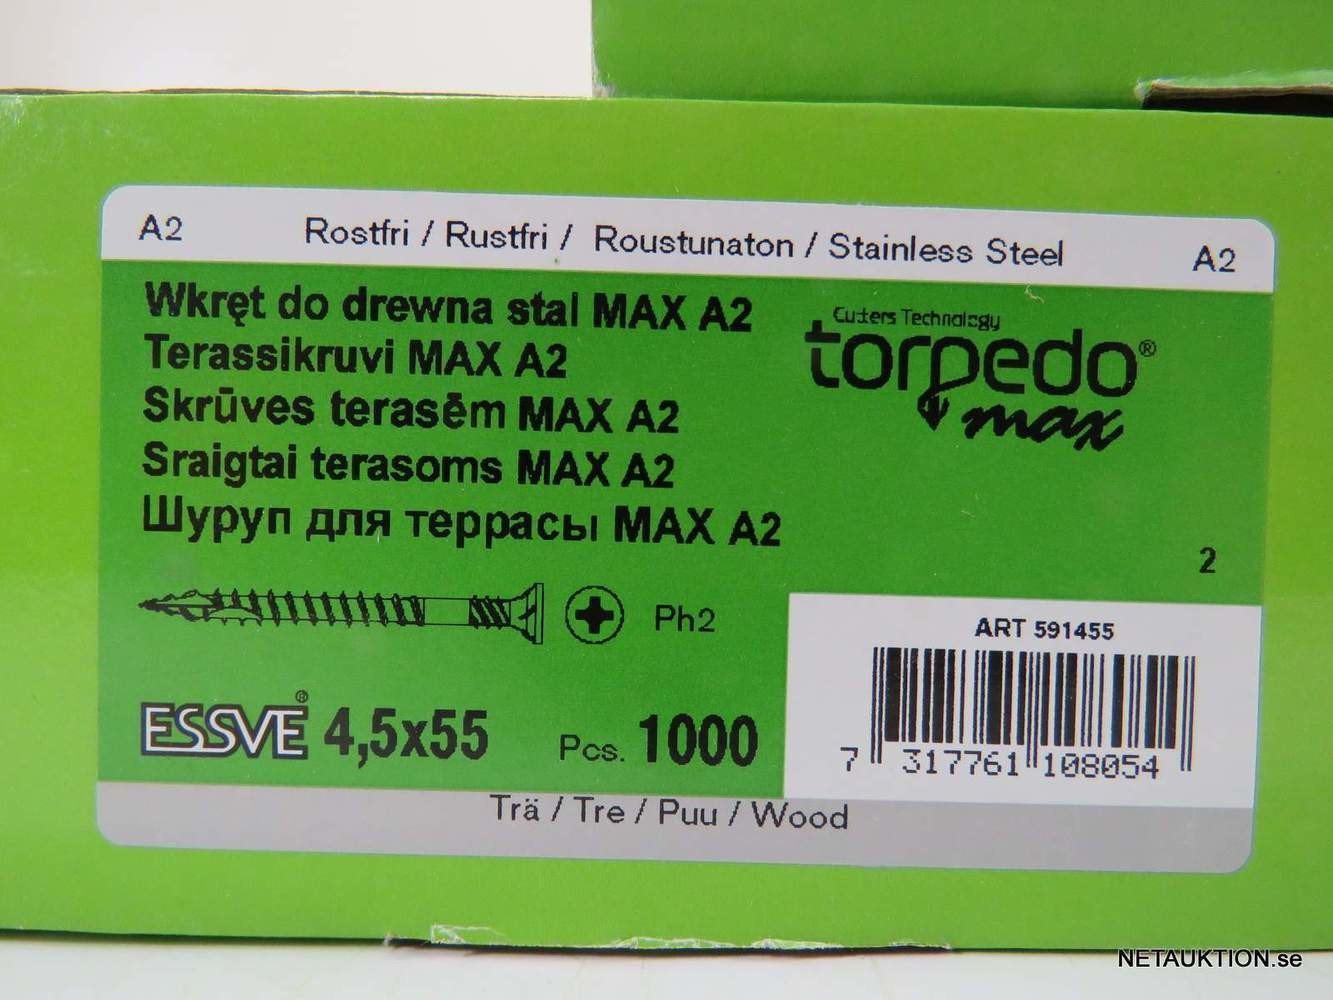 A2 Rostfri / Rustfri / Roustunaton / Stainless Steel A2
Wkręt do drewna stal MAX A2
Terassikruvi MAX A2
Skrūves terasēm MAX A2
Sraigtai terasoms MAX A2
Шуруп для террасы MAX A2
Cutters Technology
torpedo®
max
2
Ph2
ART 591455
ESSVE® 4,5x55 Pcs. 1000
7 317761 108054
Trä / Tre / Puu / Wood
NETAUKTION.se